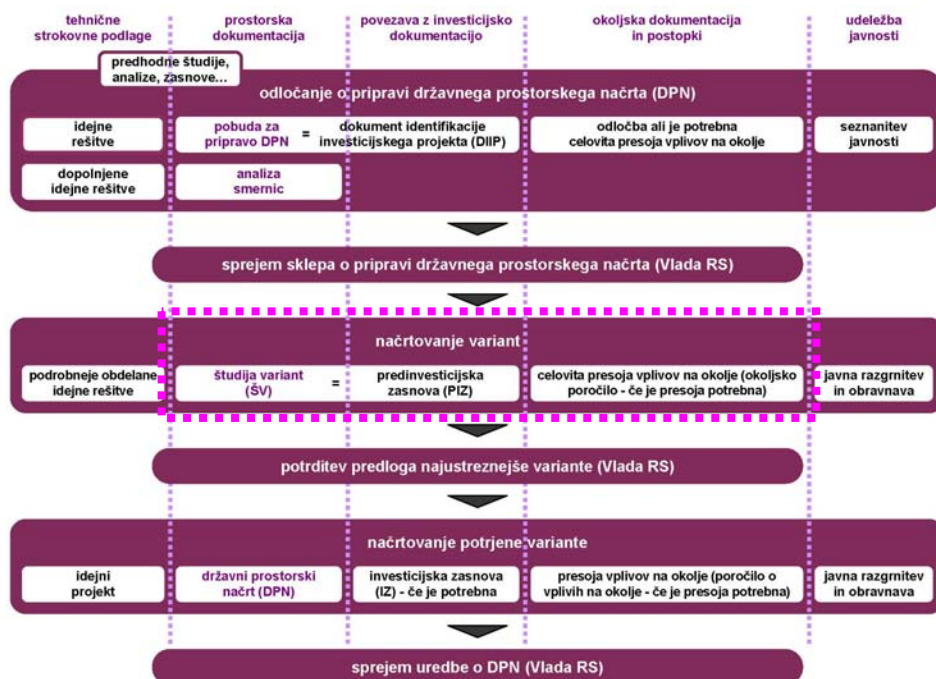 tehnične
strokovne podlage
prostorska
dokumentacija
povezava z investicijsko
dokumentacijo
okoljska dokumentacija
in postopki
udeležba
javnosti
predhodne študije,
analize, zasnove...
odločanje o pripravi državnega prostorskega načrta (DPN)
idejne
rešitve
pobuda za
pripravo DPN
=
dokument identifikacije
investicijskega projekta (DIIP)
odločba ali je potrebna
celovita presoja vplivov na okolje
seznanitev
javnosti
dopolnjene
idejne rešitve
analiza
smernic
sprejem sklepa o pripravi državnega prostorskega načrta (Vlada RS)
načrtovanje variant
podrobneje obdelane
idejne rešitve
študija variant
(ŠV)
=
predinvesticijska
zasnova (PIZ)
celovita presoja vplivov na okolje (okoljsko
poročilo - če je presoja potrebna)
javna razgrnitev
in obravnava
potrditev predloga najustreznejše variante (Vlada RS)
načrtovanje potrjene variante
idejni
projekt
državni prostorski
načrt (DPN)
investicijska zasnova
(IZ) - če je potrebna
presoja vplivov na okolje (poročilo o
vplivih na okolje - če je presoja potrebna)
javna razgrnitev
in obravnava
sprejem uredbe o DPN (Vlada RS)